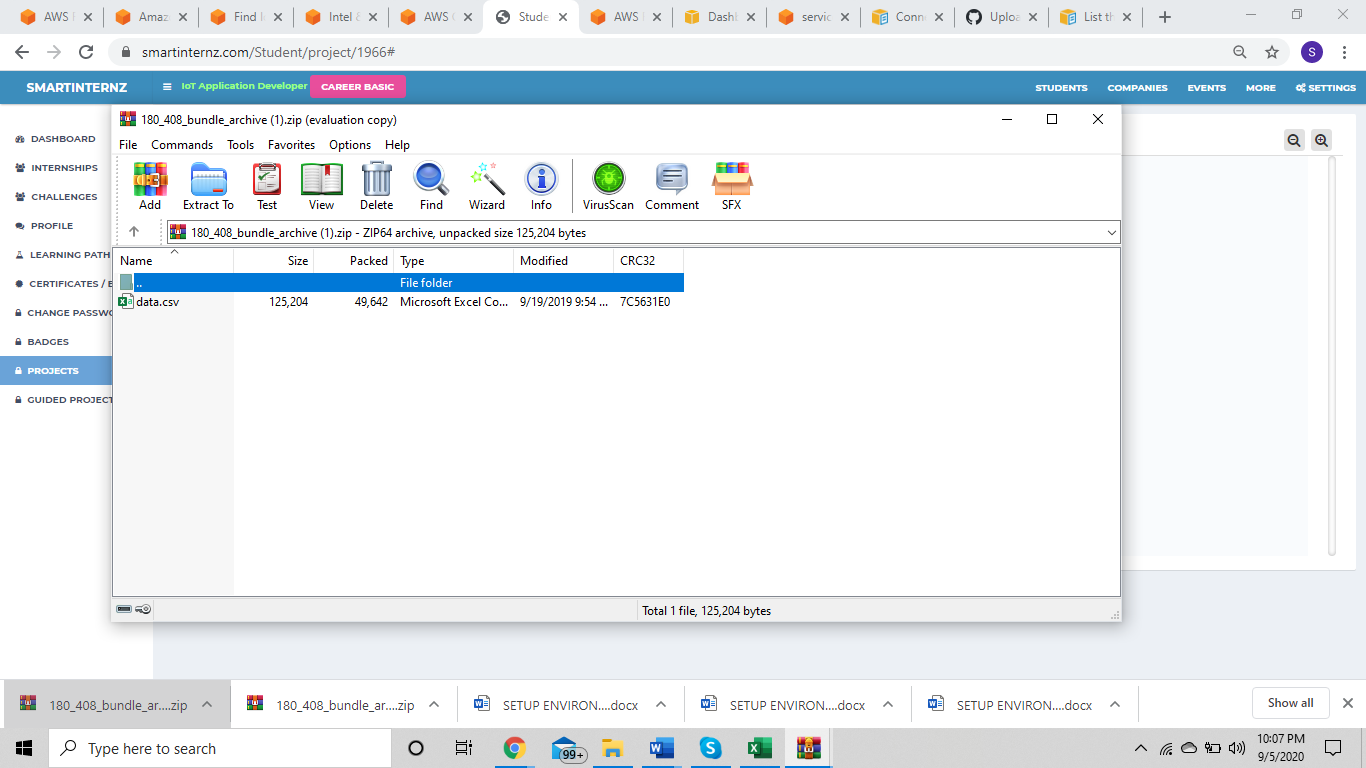 AWS
Amaz
Find
Intel &
AWS
Stude
AWS
Dashb
servic
Conne
Uploa
List th
smartinternz.com/Student/project/1966#
S
SMARTINTERNZ
IoT Application Developer
CAREER BASIC
STUDENTS
COMPANIES
EVENTS
MORE
SETTINGS
DASHBOARD
INTERNSHIPS
CHALLENGES
PROFILE
LEARNING PATH
CERTIFICATES /
CHANGE PASSWO
BADGES
PROJECTS
GUIDED PROJECT
180_408_bundle_archive (1).zip (evaluation copy)
File Commands Tools Favorites Options Help
Add Extract To Test View Delete Find Wizard Info VirusScan Comment SFX
180_408_bundle_archive (1).zip - ZIP64 archive, unpacked size 125,204 bytes
Name Size Packed Type Modified CRC32
.. File folder
data.csv 125,204 49,642 Microsoft Excel Co... 9/19/2019 9:54 ... 7C5631E0
Total 1 file, 125,204 bytes
180_408_bundle_ar....zip
180_408_bundle_ar....zip
SETUP ENVIRON....docx
SETUP ENVIRON....docx
SETUP ENVIRON....docx
Show all
Type here to search
99+
10:07 PM
9/5/2020